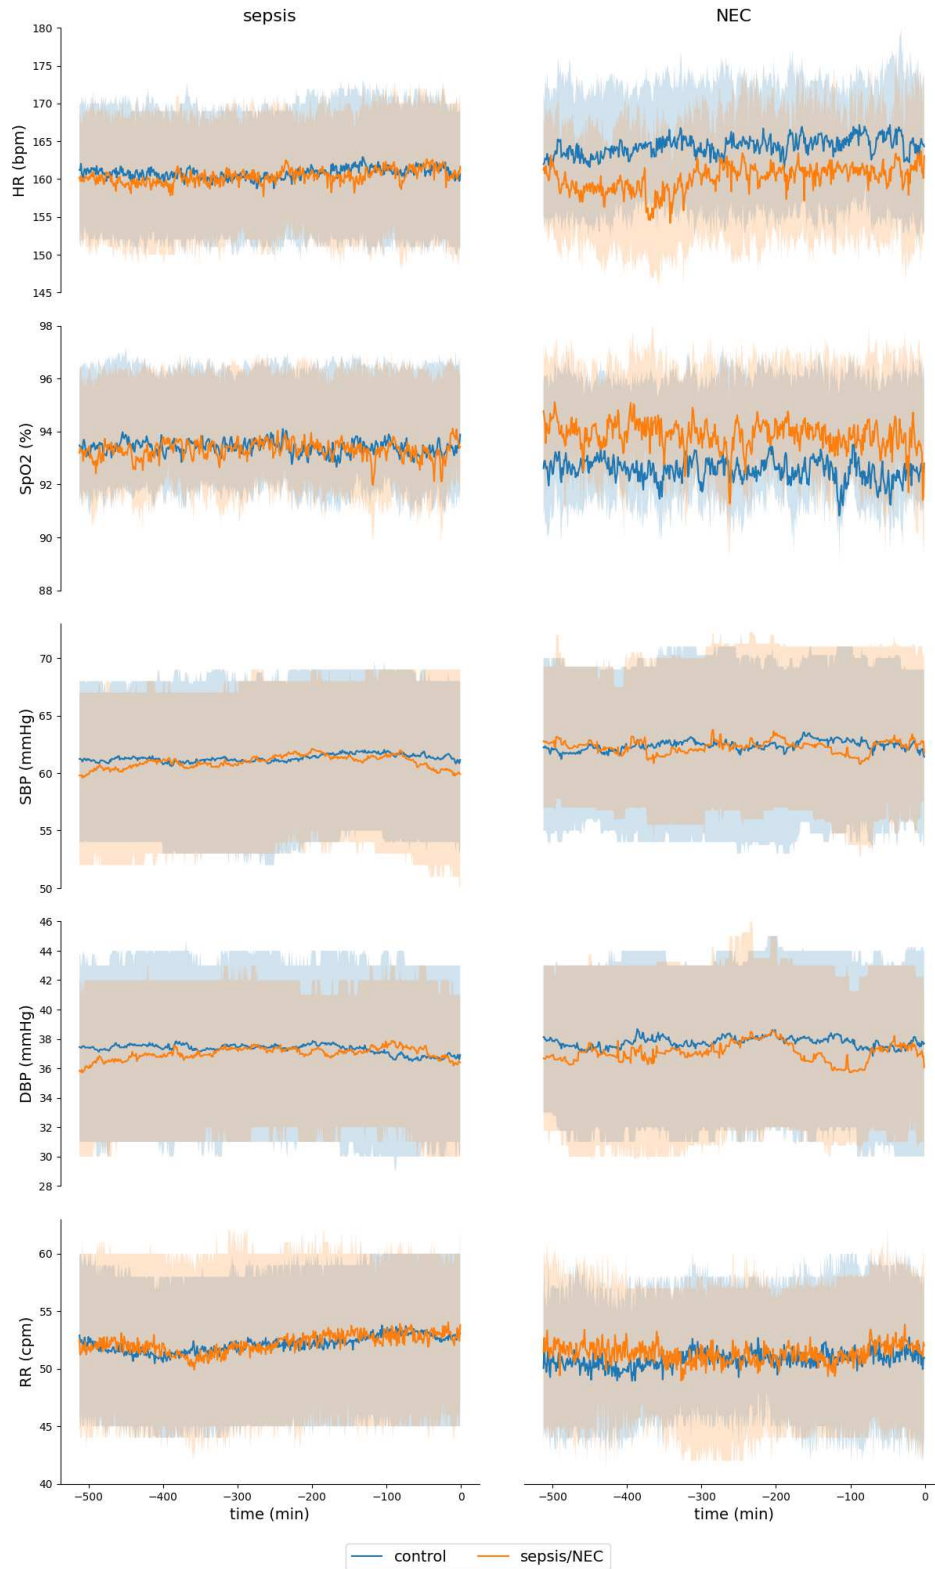 sepsis
NEC
180
175
170
165
160
155
150
145
HR (bpm)
98
96
94
92
90
88
SpO2 (%)
70
65
60
55
50
SBP (mmHg)
46
44
42
40
38
36
34
32
30
28
DBP (mmHg)
60
55
50
45
40
RR (cpm)
−500 −400 −300 −200 −100 0
−500 −400 −300 −200 −100 0
time (min)
time (min)
control sepsis/NEC